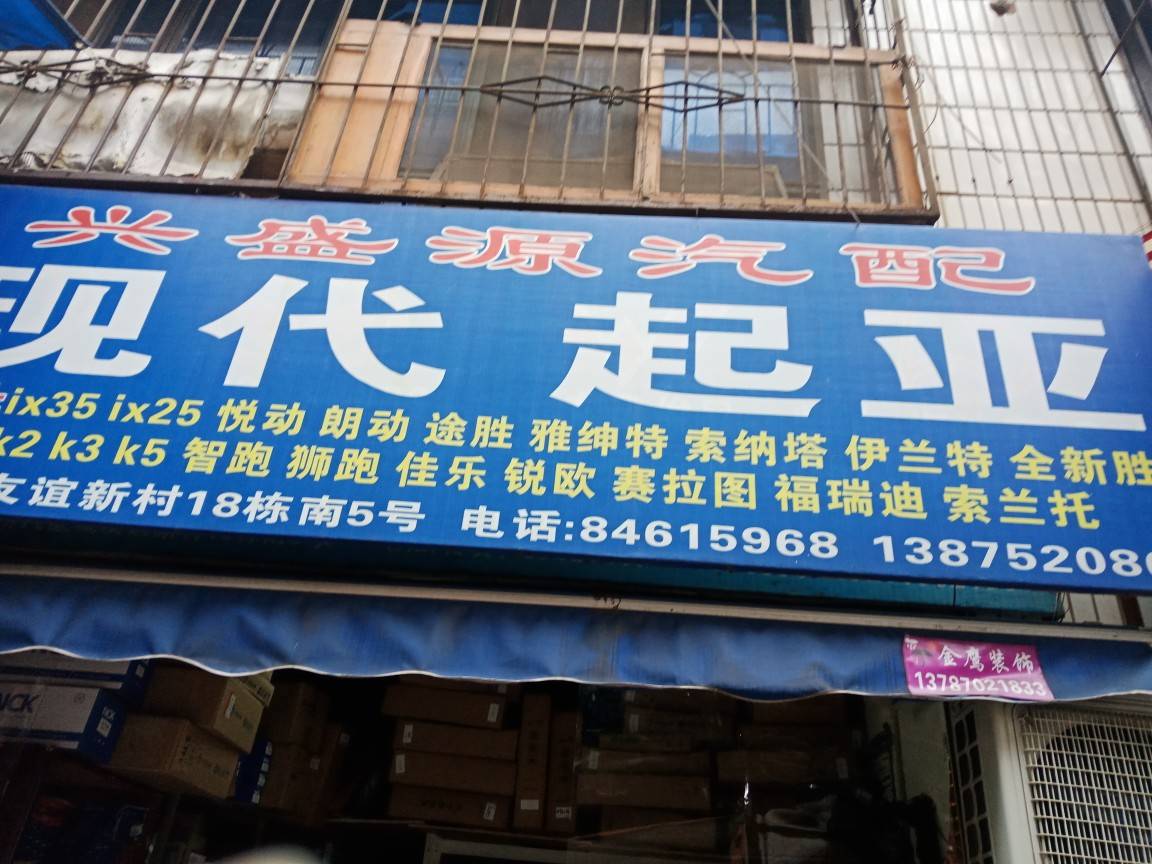 兴盛源汽配
现代 起亚
ix35 ix25 悦动 朗动 途胜 雅绅特 索纳塔 伊兰特 全新胜
k2 k3 k5 智跑 狮跑 佳乐 锐欧 赛拉图 福瑞迪 索兰托
友谊新村18栋南5号 电话:84615968 138752080
金鹰装饰
13787021833